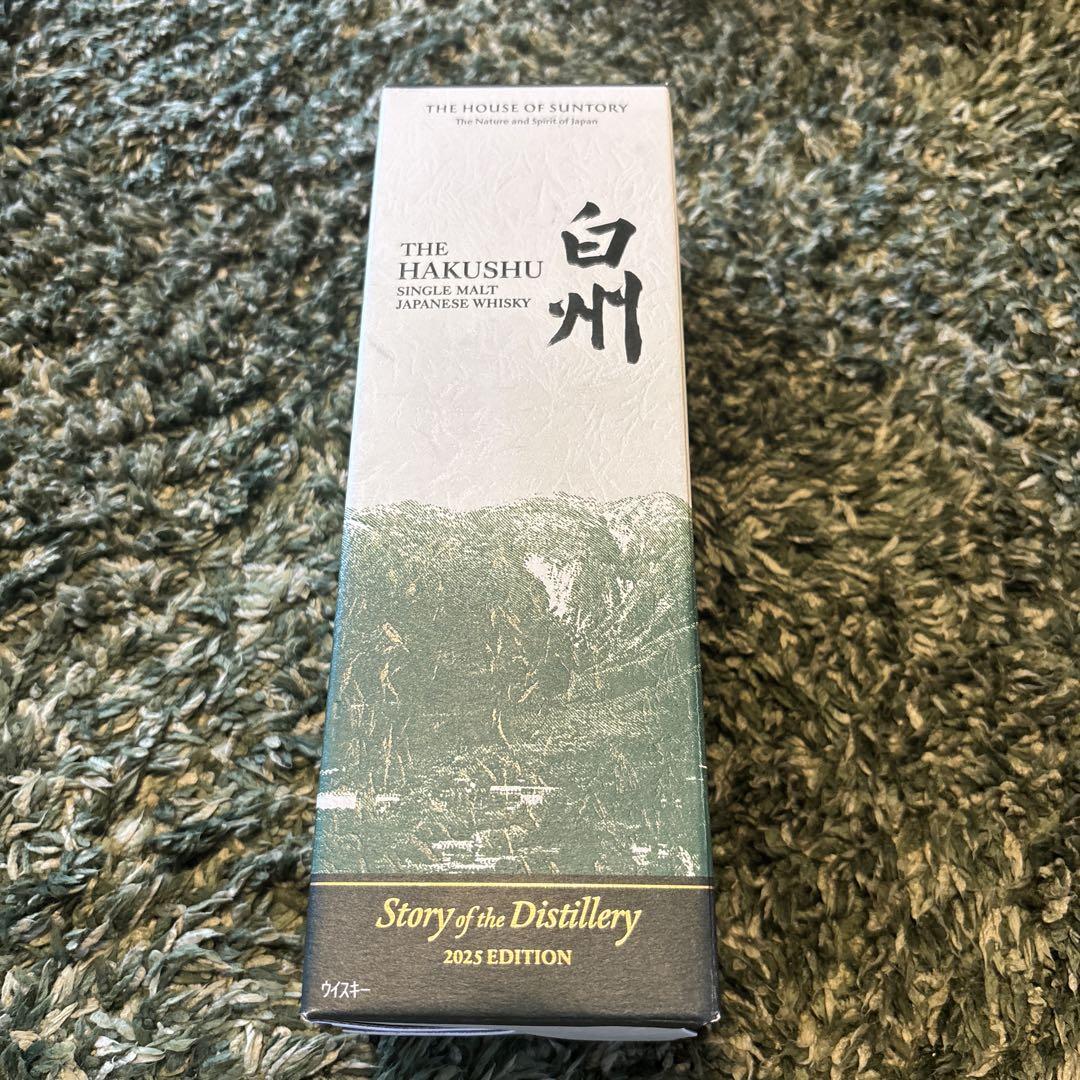 THE HOUSE OF SUNTORY
The Nature and Spirit of Japan
白州
THE
HAKUSHU
SINGLE MALT
JAPANESE WHISKY
Story of the Distillery
2025 EDITION
ウイスキー